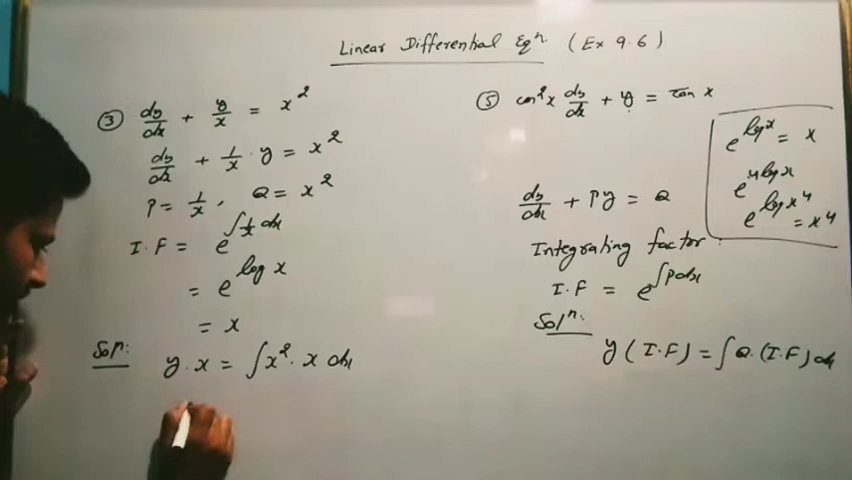 Linear Differential Eqⁿ (Ex 9.6)
③ dy/dx + y/x = x²
dy/dx + 1/x · y = x²
P = 1/x, Q = x²
I.F = e^∫1/x dx
= e^log x
= x
Solⁿ:
y · x = ∫x² · x dx
⑤ cos²x dy/dx + y = tan x
dy/dx + Py = Q
Integrating factor:
I.F = e^∫Pdx
Solⁿ:
y (I.F) = ∫Q · (I.F) dx
e^log x = x
e^4 log x
e^log x⁴ = x⁴